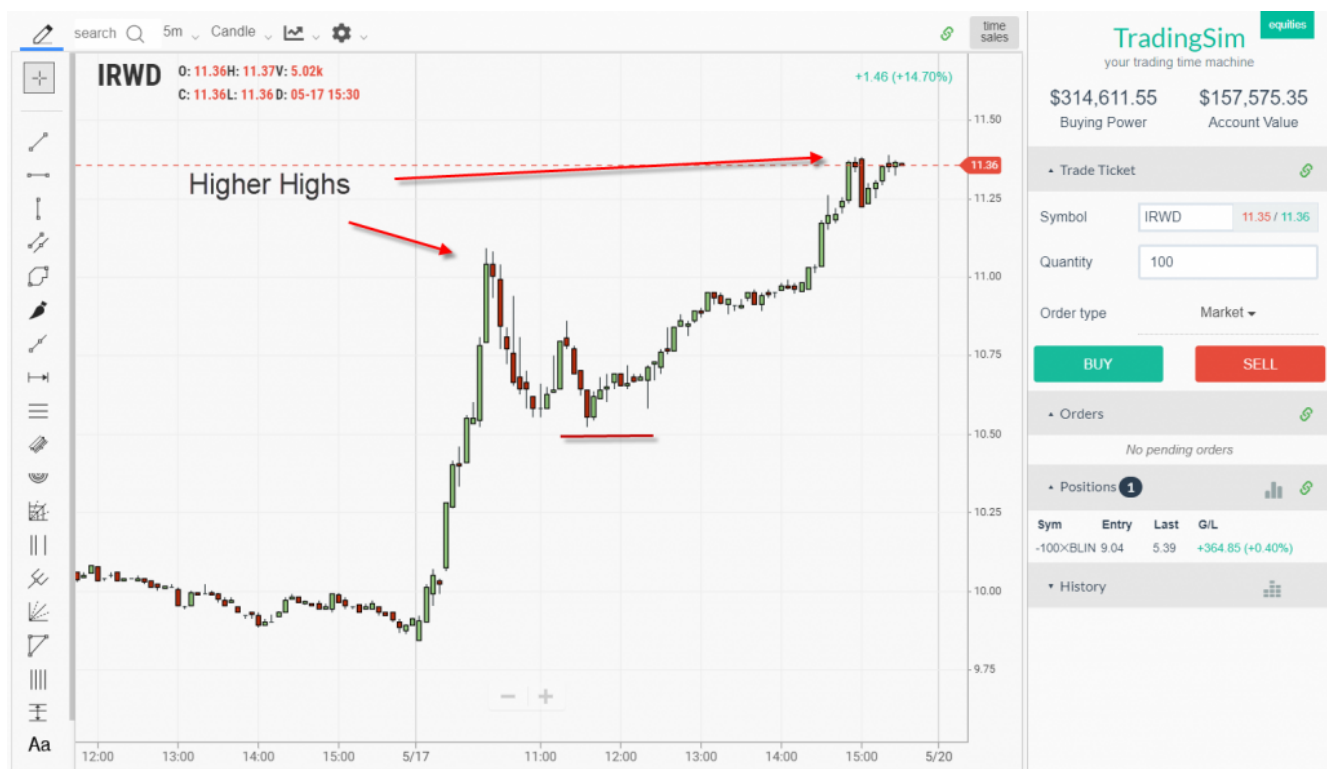 search 5m Candle
time
sales
IRWD O: 11.36H: 11.37V: 5.02k
C: 11.36L: 11.36 D: 05-17 15:30
+1.46 (+14.70%)
Higher Highs
11.50
11.36
11.25
11.00
10.75
10.50
10.25
10.00
9.75
12:00 13:00 14:00 15:00 5/17 11:00 12:00 13:00 14:00 15:00 5/20
Aa
equities
TradingSim
your trading time machine
$314,611.55 $157,575.35
Buying Power Account Value
Trade Ticket
Symbol IRWD 11.35 / 11.36
Quantity 100
Order type Market
BUY SELL
Orders
No pending orders
Positions 1
Sym Entry Last G/L
-100×BLIN 9.04 5.39 +364.85 (+0.40%)
History